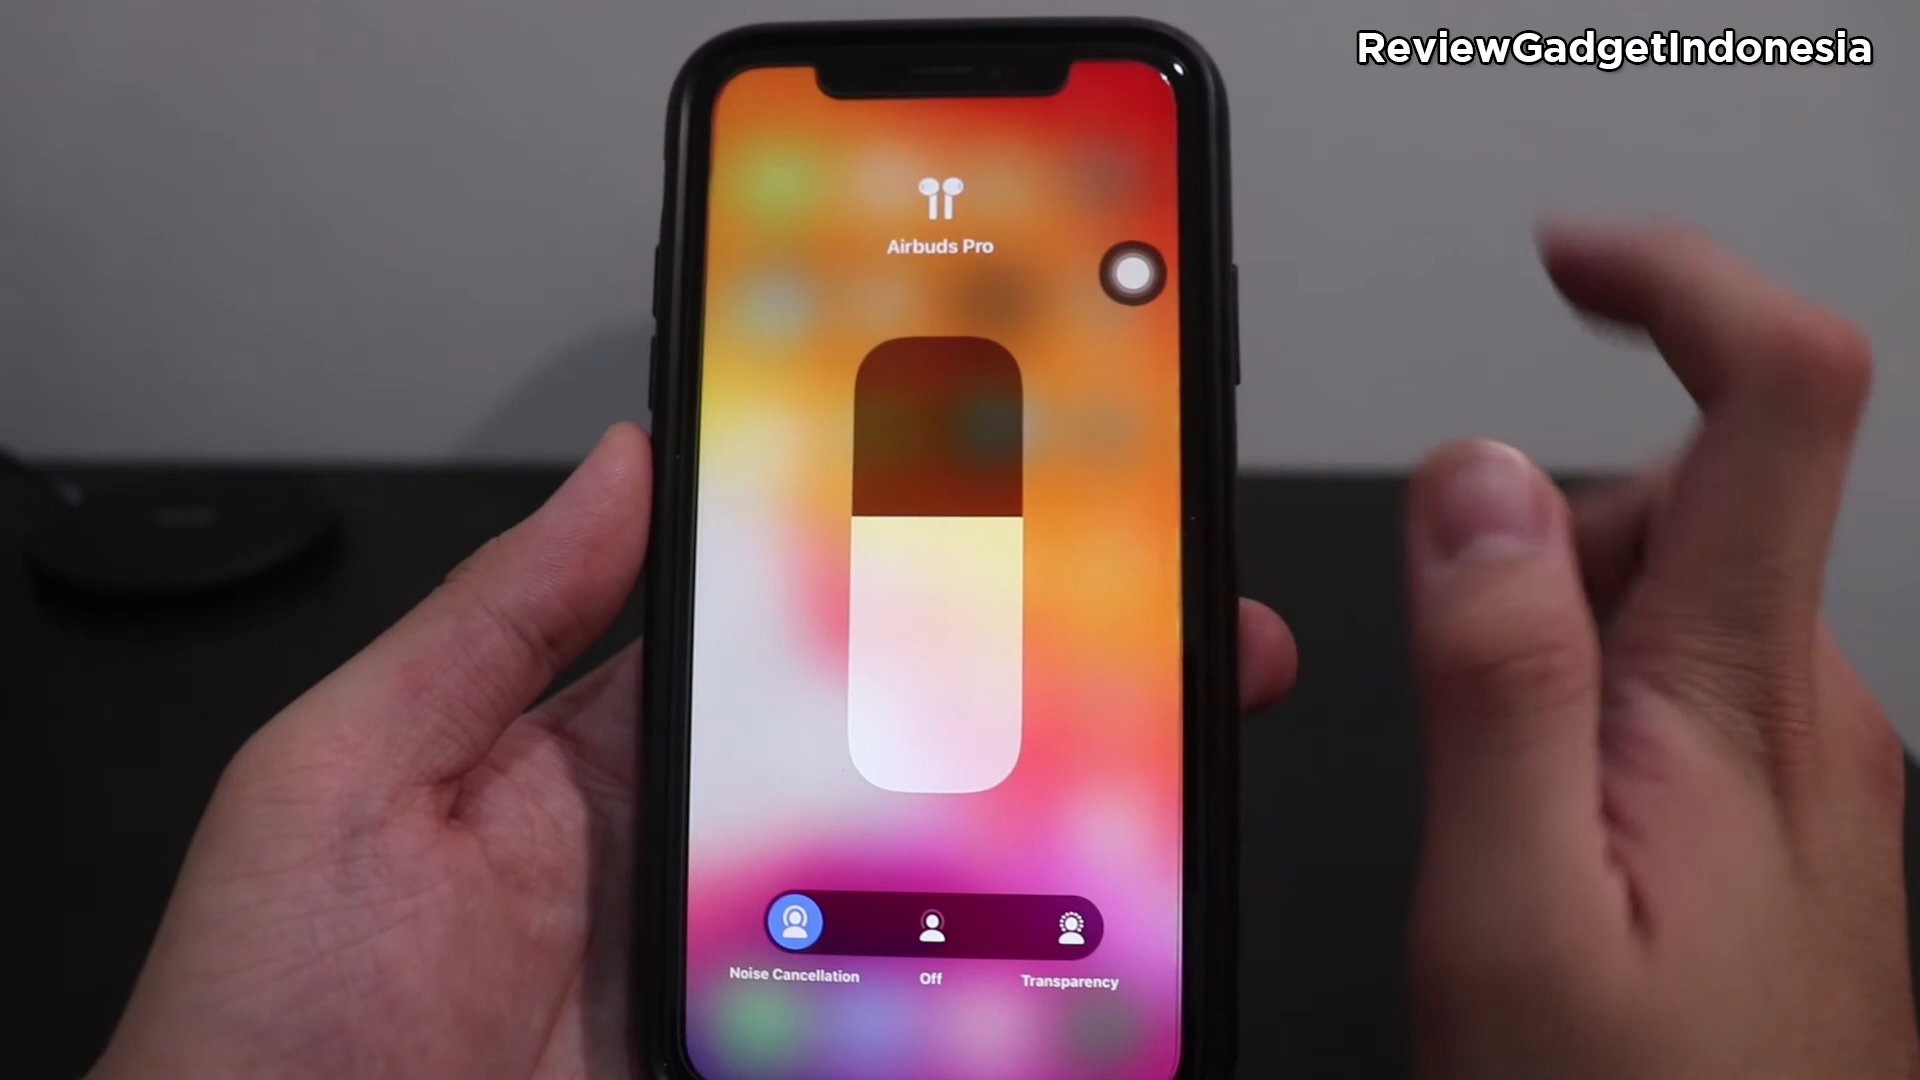 ReviewGadgetIndonesia
Airbuds Pro
Noise Cancellation
Off
Transparency